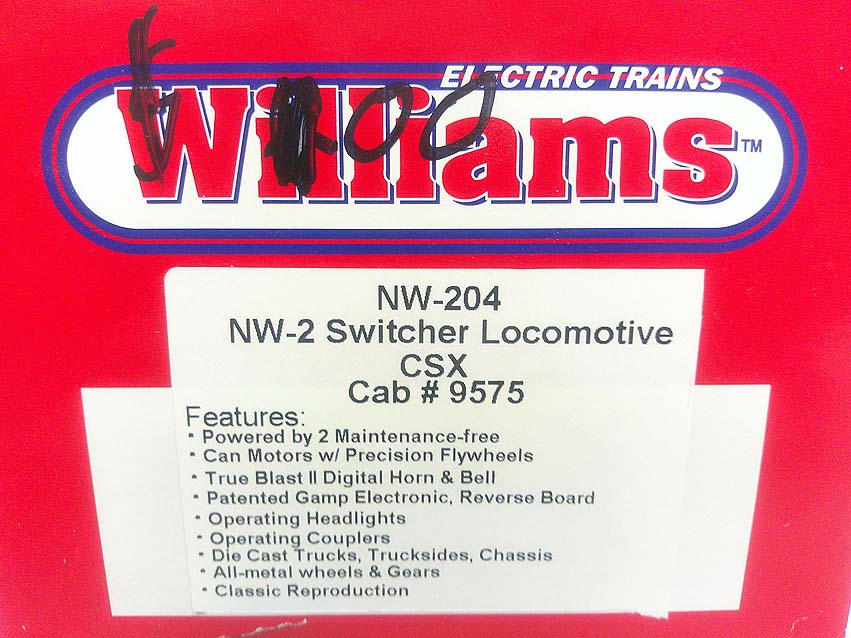 ELECTRIC TRAINS
Williams™
00
NW-204
NW-2 Switcher Locomotive
CSX
Cab # 9575
Features:
• Powered by 2 Maintenance-free
• Can Motors w/ Precision Flywheels
• True Blast II Digital Horn & Bell
• Patented Gamp Electronic, Reverse Board
• Operating Headlights
• Operating Couplers
• Die Cast Trucks, Trucksides, Chassis
• All-metal wheels & Gears
• Classic Reproduction